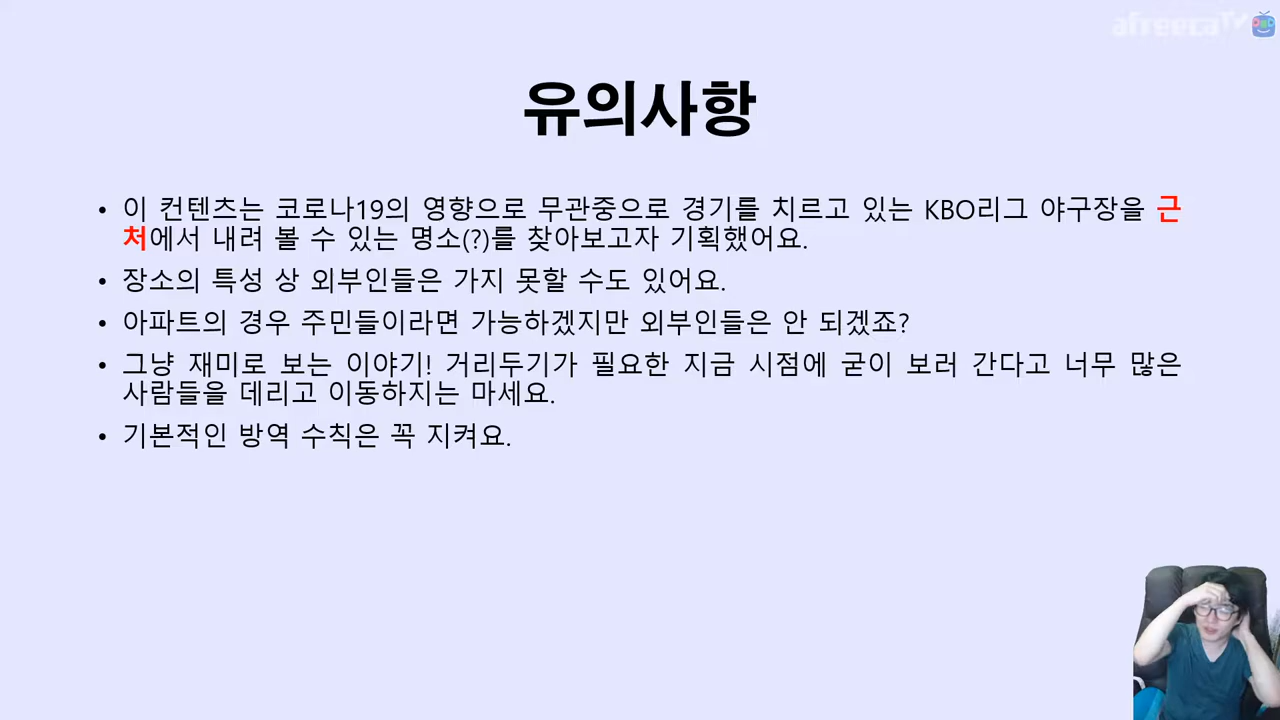 afreecaTV
유의사항
• 이 컨텐츠는 코로나19의 영향으로 무관중으로 경기를 치르고 있는 KBO리그 야구장을 근
처에서 내려 볼 수 있는 명소(?)를 찾아보고자 기획했어요.
• 장소의 특성 상 외부인들은 가지 못할 수도 있어요.
• 아파트의 경우 주민들이라면 가능하겠지만 외부인들은 안 되겠죠?
• 그냥 재미로 보는 이야기! 거리두기가 필요한 지금 시점에 굳이 보러 간다고 너무 많은
사람들을 데리고 이동하지는 마세요.
• 기본적인 방역 수칙은 꼭 지켜요.